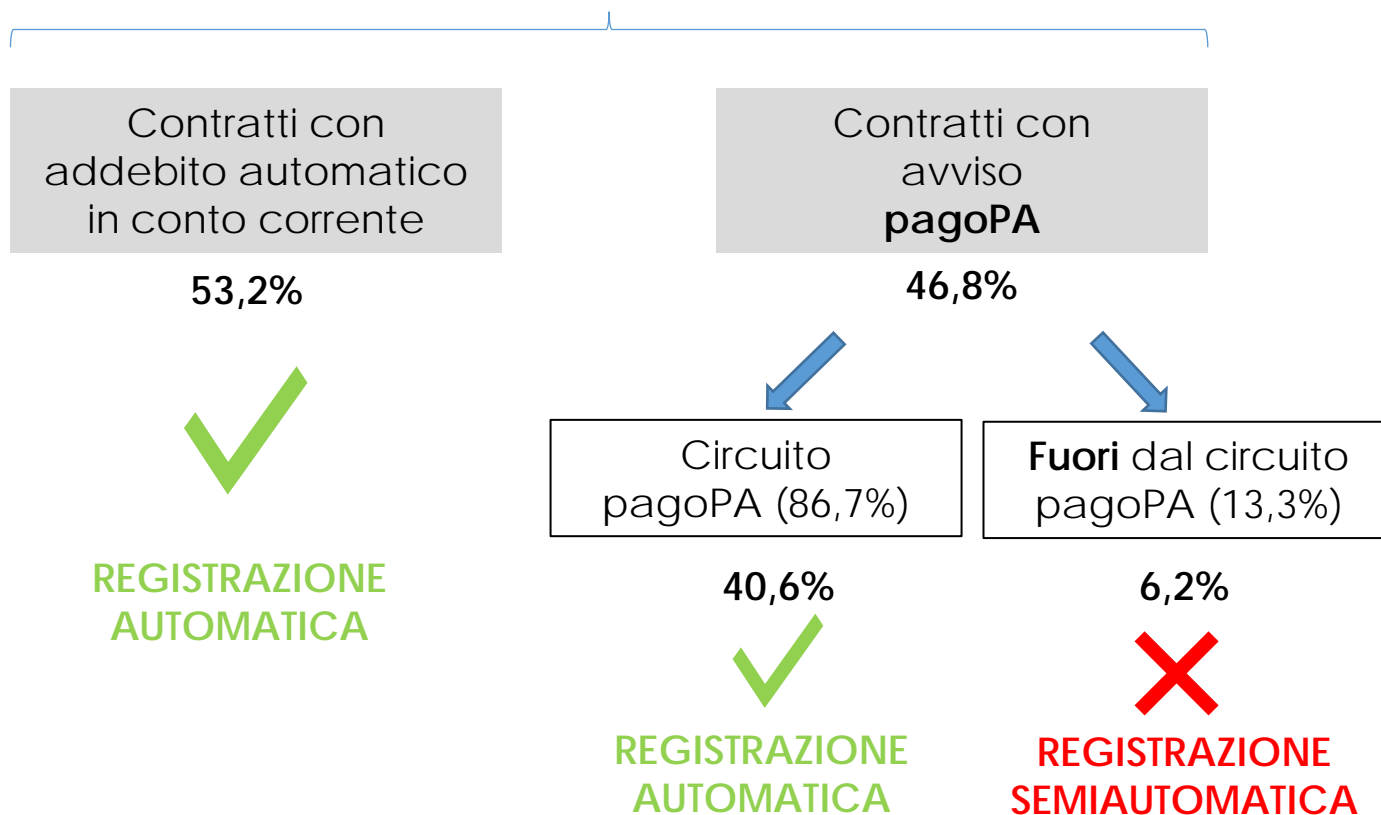 Contratti con
addebito automatico
in conto corrente
53,2%
REGISTRAZIONE
AUTOMATICA
Contratti con
avviso
pagoPA
46,8%
Circuito
pagoPA (86,7%)
40,6%
REGISTRAZIONE
AUTOMATICA
Fuori dal circuito
pagoPA (13,3%)
6,2%
REGISTRAZIONE
SEMIAUTOMATICA